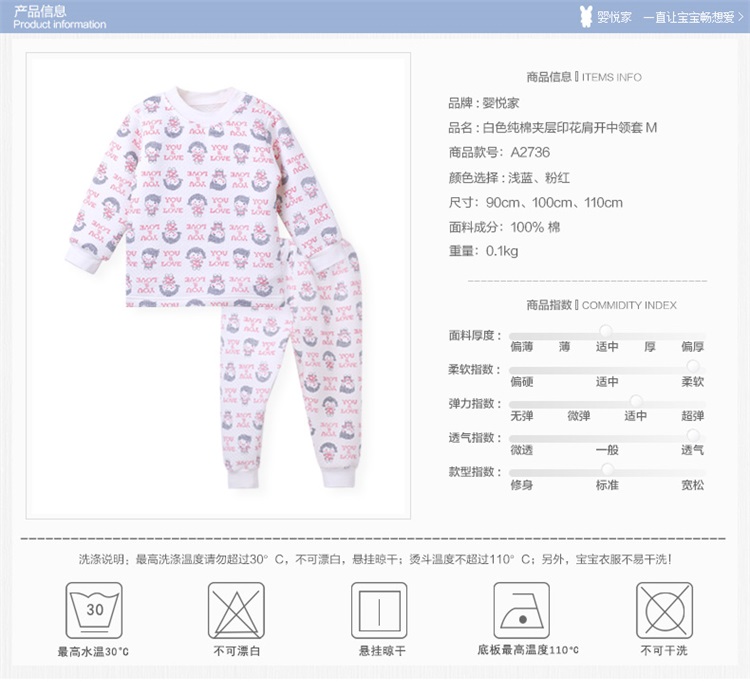 产品信息
Product information
婴悦家 一直让宝宝畅想爱
商品信息 ITEMS INFO
品牌：婴悦家
品名：白色纯棉夹层印花肩开中领套 M
商品款号：A2736
颜色选择：浅蓝、粉红
尺寸：90cm、100cm、110cm
面料成分：100% 棉
重量：0.1kg
商品指数 COMMIDITY INDEX
面料厚度：
偏薄 薄 适中 厚 偏厚
柔软指数：
偏硬 适中 柔软
弹力指数：
无弹 微弹 适中 超弹
透气指数：
微透 一般 透气
款型指数：
修身 标准 宽松
YOU & LOVE
洗涤说明：最高洗涤温度请勿超过30°C，不可漂白，悬挂晾干；烫斗温度不超过110°C；另外，宝宝衣服不易干洗！
30
最高水温30°C 不可漂白 悬挂晾干 底板最高温度110°C 不可干洗